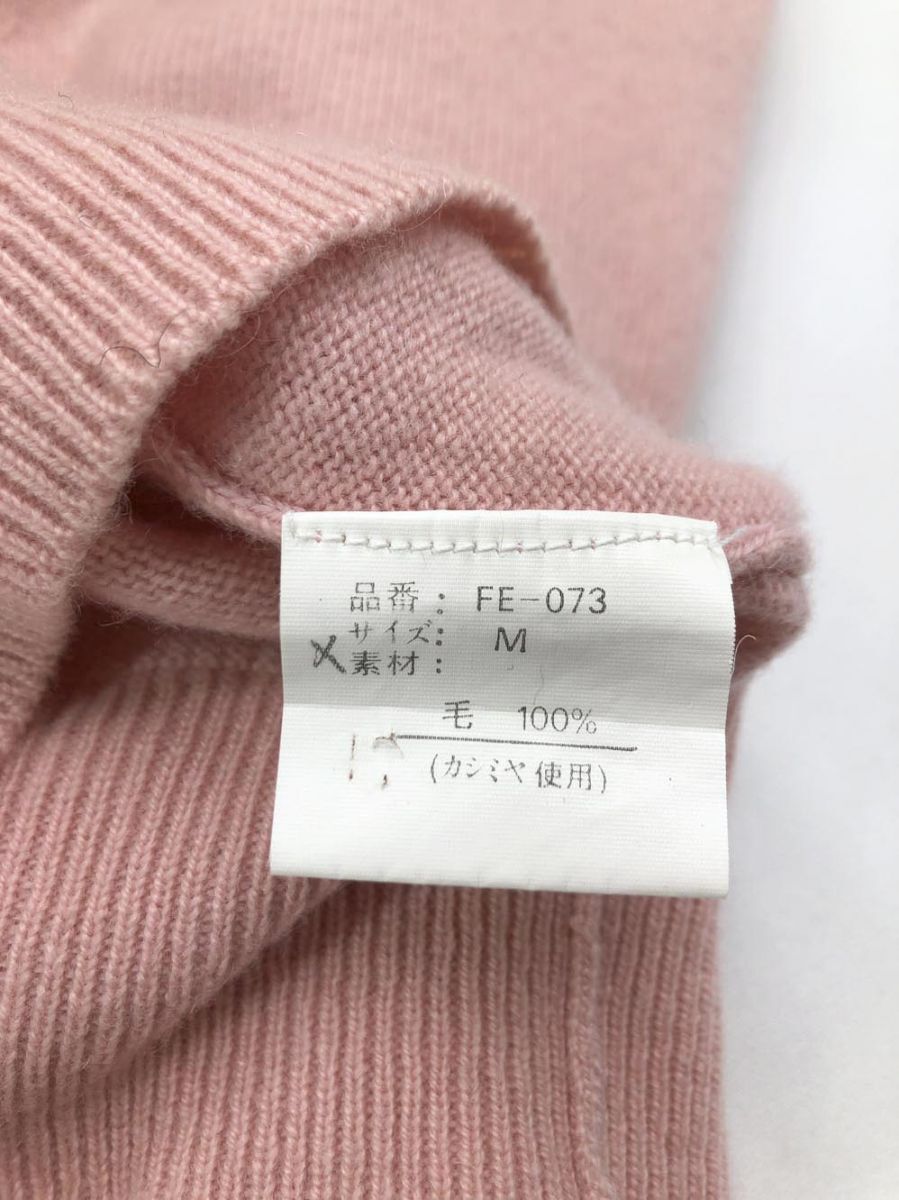 品番： FE-073
サイズ： M
素材：
毛 100%
(カシミヤ使用)